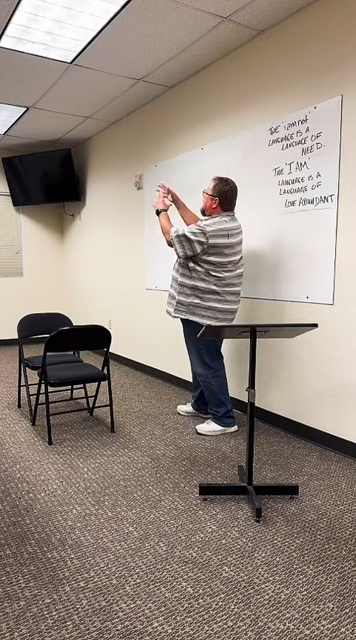 THE "i am not"
LANGUAGE IS A
LANGUAGE OF
NEED.
THE "I AM"
LANGUAGE IS A
LANGUAGE OF
LOVE ABUNDANT